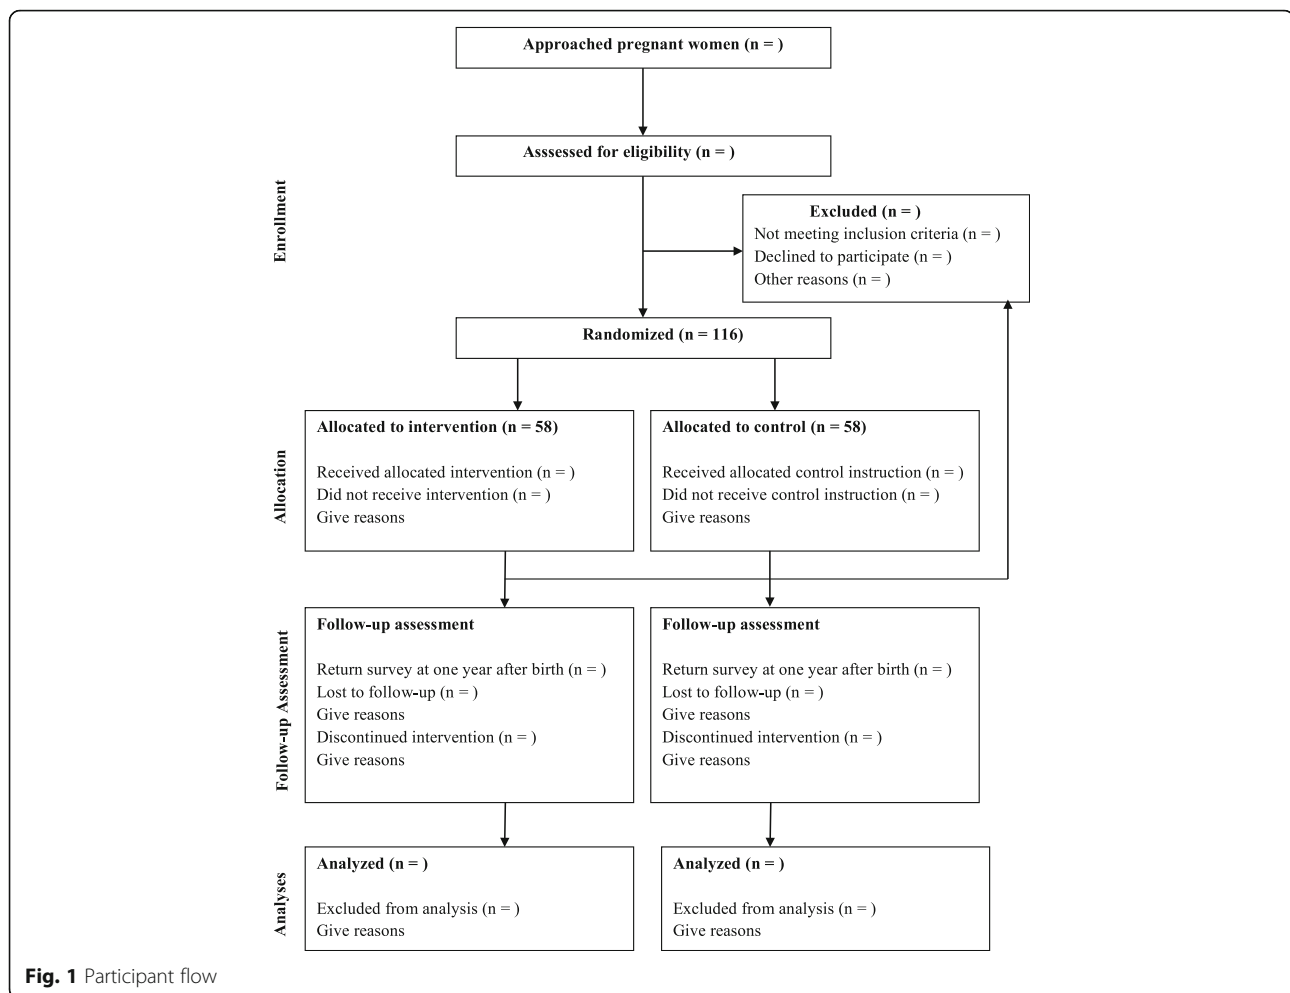 Approached pregnant women (n = )
Asssessed for eligibility (n = )
Enrollment
Excluded (n = )
Not meeting inclusion criteria (n = )
Declined to participate (n = )
Other reasons (n = )
Randomized (n = 116)
Allocation
Allocated to intervention (n = 58)
Received allocated intervention (n = )
Did not receive intervention (n = )
Give reasons
Allocated to control (n = 58)
Received allocated control instruction (n = )
Did not receive control instruction (n = )
Give reasons
Follow-up Assessment
Follow-up assessment
Return survey at one year after birth (n = )
Lost to follow-up (n = )
Give reasons
Discontinued intervention (n = )
Give reasons
Follow-up assessment
Return survey at one year after birth (n = )
Lost to follow-up (n = )
Give reasons
Discontinued intervention (n = )
Give reasons
Analyses
Analyzed (n = )
Excluded from analysis (n = )
Give reasons
Analyzed (n = )
Excluded from analysis (n = )
Give reasons
Fig. 1 Participant flow